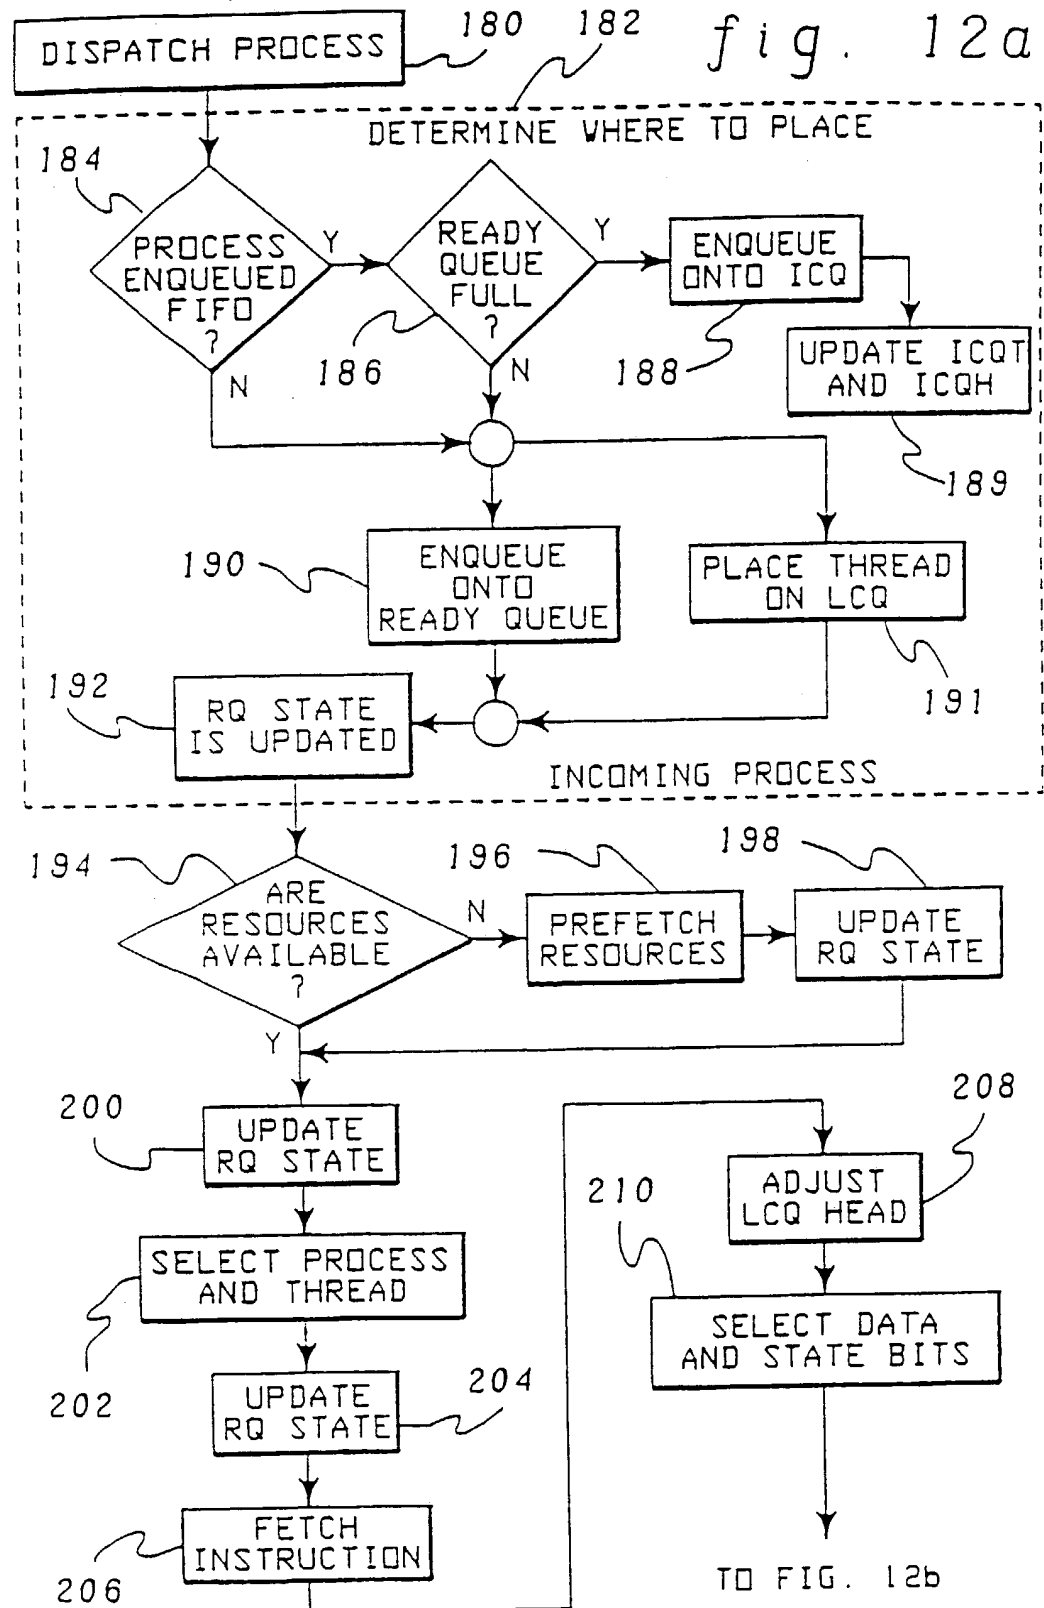 fig. 12a
DISPATCH PROCESS
180
182
DETERMINE WHERE TO PLACE
184
PROCESS
ENQUEUED
FIFO
?
Y
N
READY
QUEUE
FULL
?
186
Y
N
ENQUEUE
ONTO ICQ
188
UPDATE ICQT
AND ICQH
189
190
ENQUEUE
ONTO
READY QUEUE
PLACE THREAD
ON LCQ
191
192
RQ STATE
IS UPDATED
INCOMING PROCESS
194
ARE
RESOURCES
AVAILABLE
?
N
Y
196
PREFETCH
RESOURCES
198
UPDATE
RQ STATE
200
UPDATE
RQ STATE
SELECT PROCESS
AND THREAD
202
UPDATE
RQ STATE
204
FETCH
INSTRUCTION
206
208
ADJUST
LCQ HEAD
210
SELECT DATA
AND STATE BITS
TO FIG. 12b